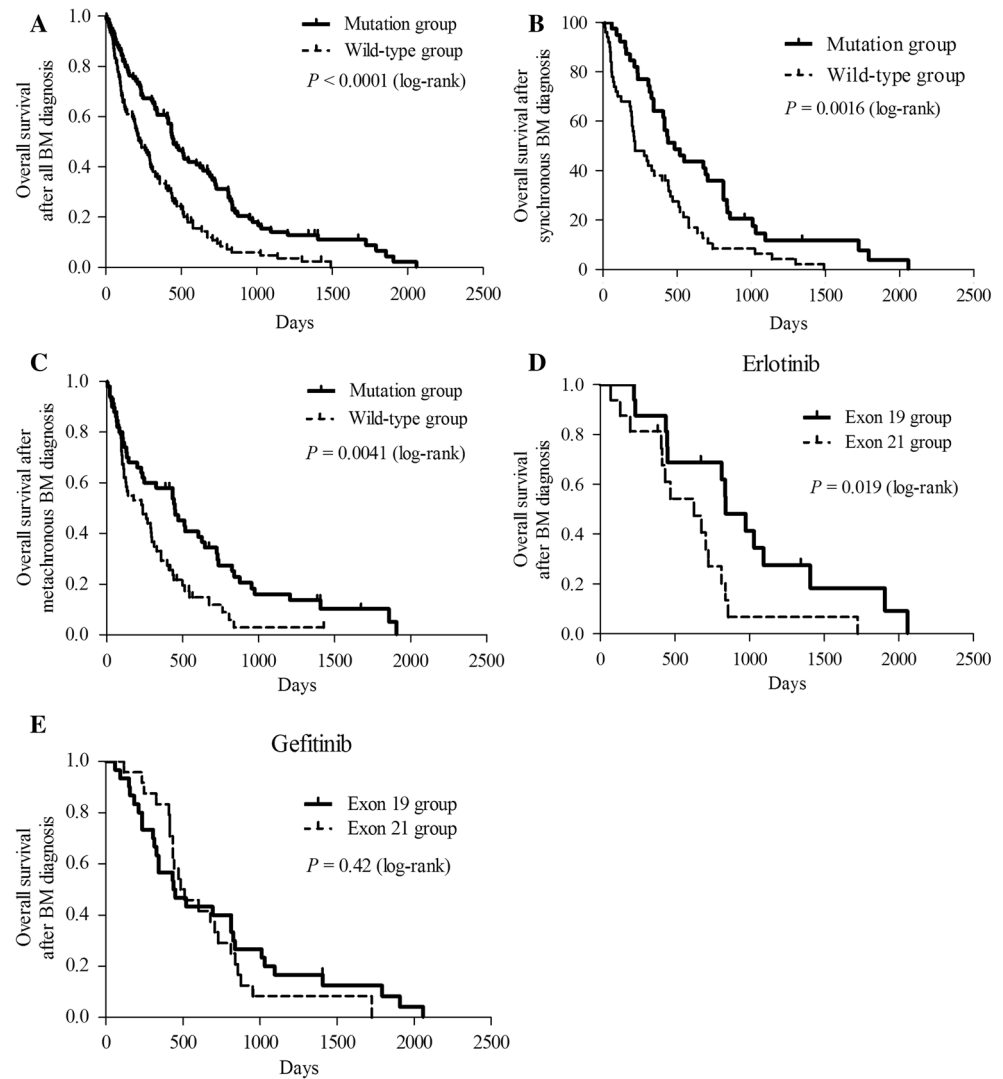 A
Overall survival
after all BM diagnosis
1.0
0.8
0.6
0.4
0.2
0.0
Mutation group
Wild-type group
P < 0.0001 (log-rank)
0 500 1000 1500 2000 2500
Days
B
Overall survival after
synchronous BM diagnosis
100
80
60
40
20
0
Mutation group
Wild-type group
P = 0.0016 (log-rank)
0 500 1000 1500 2000 2500
Days
C
Overall survival after
metachronous BM diagnosis
1.0
0.8
0.6
0.4
0.2
0.0
Mutation group
Wild-type group
P = 0.0041 (log-rank)
0 500 1000 1500 2000 2500
Days
D
Erlotinib
Overall survival
after BM diagnosis
1.0
0.8
0.6
0.4
0.2
0.0
Exon 19 group
Exon 21 group
P = 0.019 (log-rank)
0 500 1000 1500 2000 2500
Days
E
Gefitinib
Overall survival
after BM diagnosis
1.0
0.8
0.6
0.4
0.2
0.0
Exon 19 group
Exon 21 group
P = 0.42 (log-rank)
0 500 1000 1500 2000 2500
Days